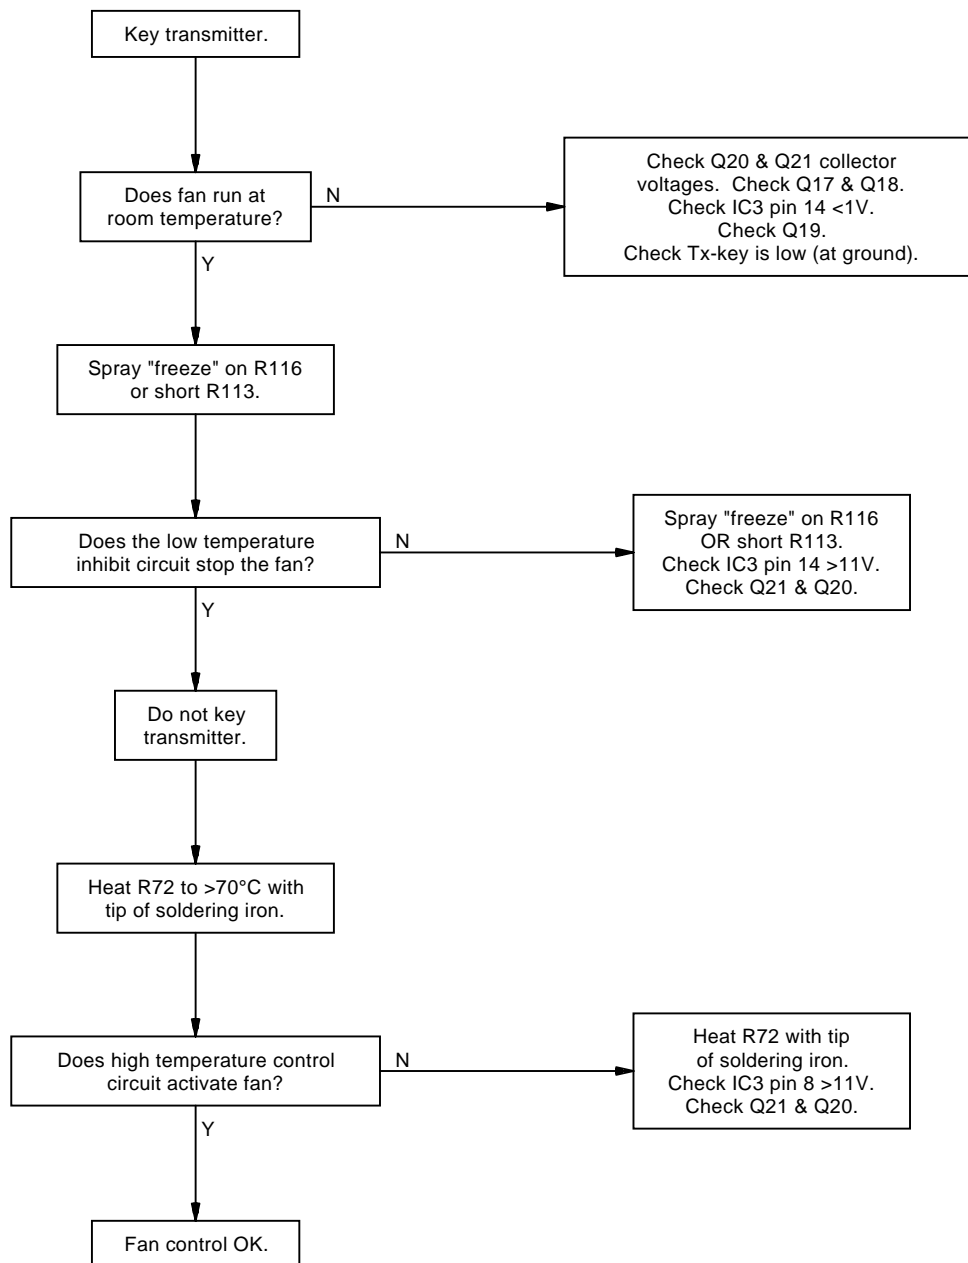 Key transmitter.
Does fan run at
room temperature?
N
Check Q20 & Q21 collector
voltages.  Check Q17 & Q18.
Check IC3 pin 14 <1V.
Check Q19.
Check Tx-key is low (at ground).
Y
Spray "freeze" on R116
or short R113.
Does the low temperature
inhibit circuit stop the fan?
N
Spray "freeze" on R116
OR short R113.
Check IC3 pin 14 >11V.
Check Q21 & Q20.
Y
Do not key
transmitter.
Heat R72 to >70°C with
tip of soldering iron.
Does high temperature control
circuit activate fan?
N
Heat R72 with tip
of soldering iron.
Check IC3 pin 8 >11V.
Check Q21 & Q20.
Y
Fan control OK.